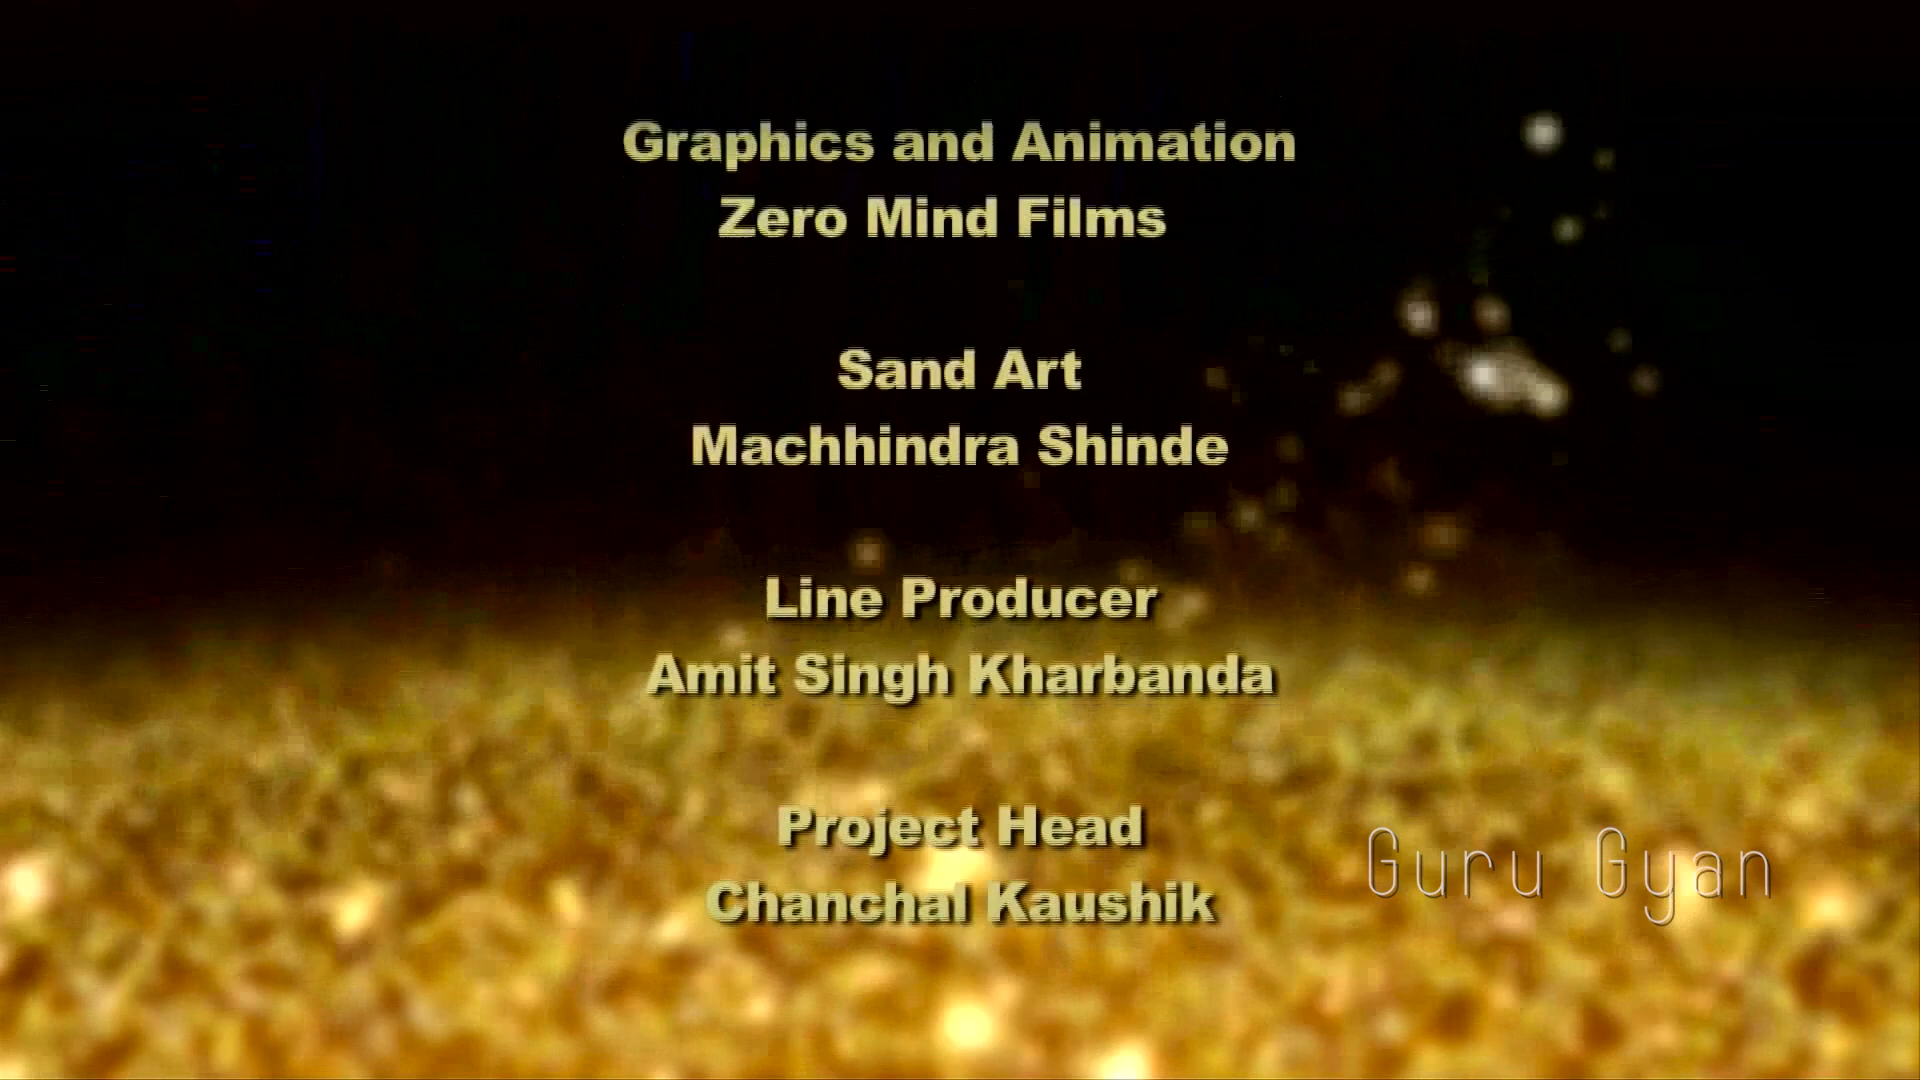 Graphics and Animation
Zero Mind Films
Sand Art
Machhindra Shinde
Line Producer
Amit Singh Kharbanda
Project Head
Chanchal Kaushik
Guru Gyan